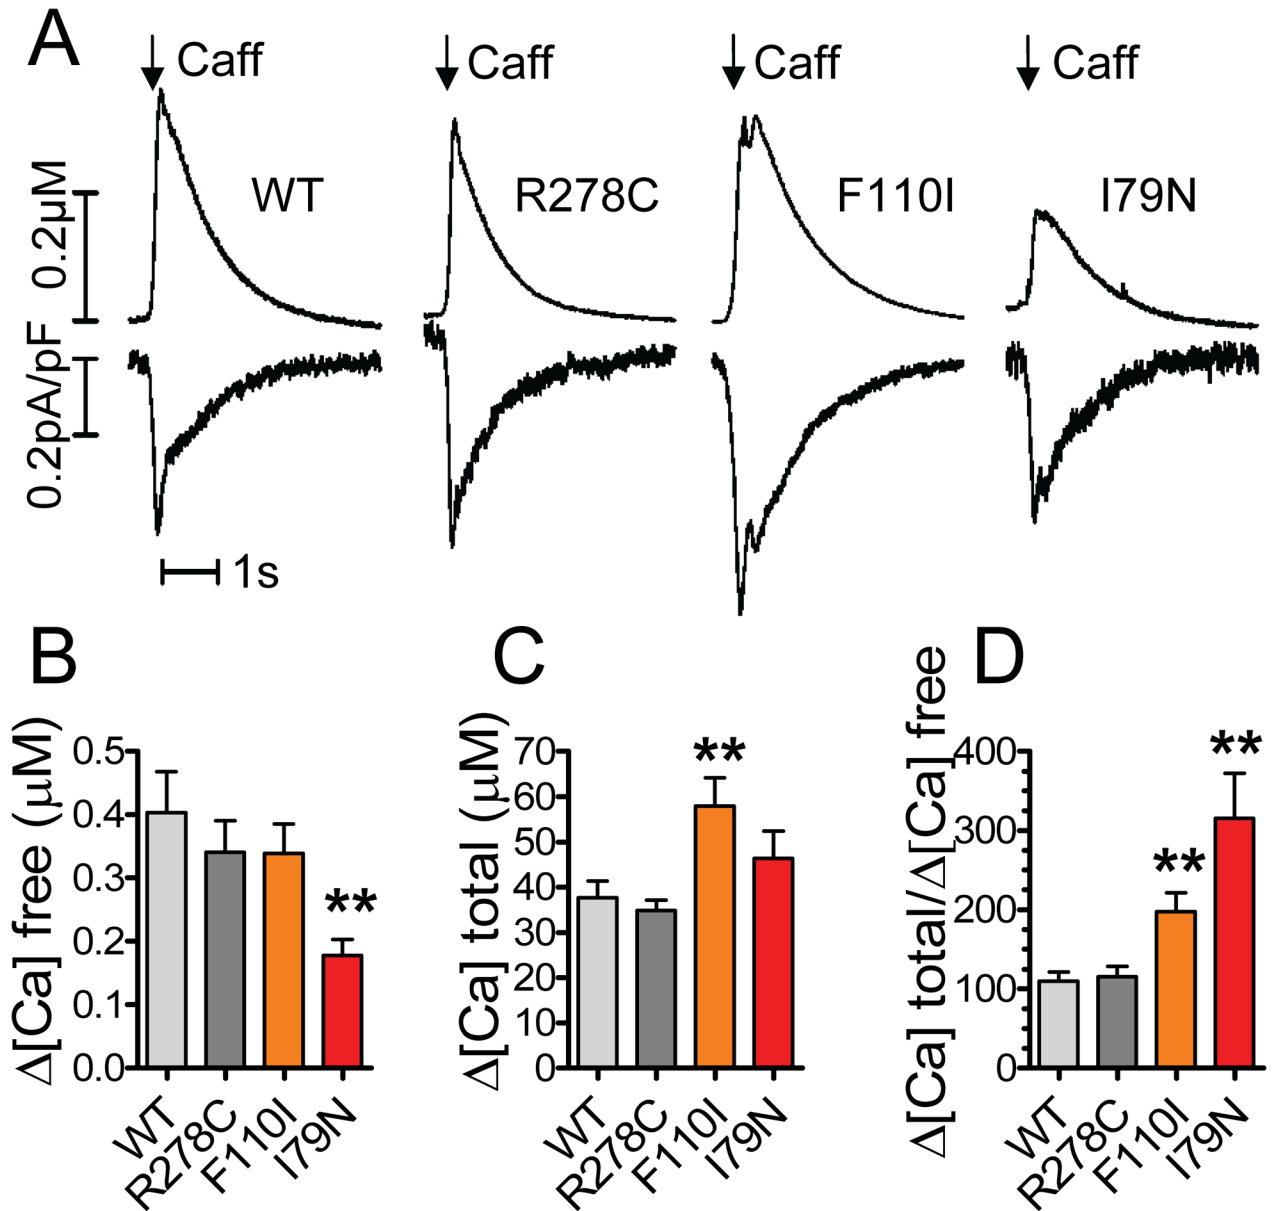 A
Caff
Caff
Caff
Caff
WT
R278C
F110I
I79N
0.2µM
0.2pA/pF
1s
B
Δ[Ca] free (µM)
0.5
0.4
0.3
0.2
0.1
0.0
**
WT
R278C
F110I
I79N
C
Δ[Ca] total (µM)
70
60
50
40
30
20
10
0
**
WT
R278C
F110I
I79N
D
Δ[Ca] total/Δ[Ca] free
400
300
200
100
0
**
**
WT
R278C
F110I
I79N